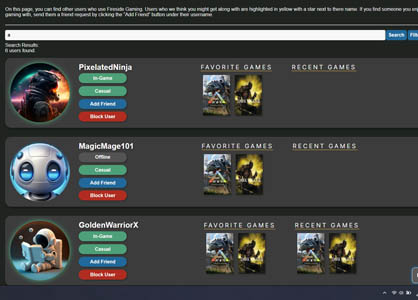 On this page, you can find other users who use Fireside Gaming. Users who we think you might get along with are highlighted in yellow with a star next to there name. If you find someone you
gaming with, send them a friend request by clicking the "Add Friend" button under their username.
a
Search
Search Results:
6 users found.
PixelatedNinja
In-Game
Casual
Add Friend
Block User
FAVORITE GAMES
RECENT GAMES
MagicMage101
Offline
Casual
Add Friend
Block User
FAVORITE GAMES
RECENT GAMES
GoldenWarriorX
In-Game
Casual
Add Friend
Block User
FAVORITE GAMES
RECENT GAMES